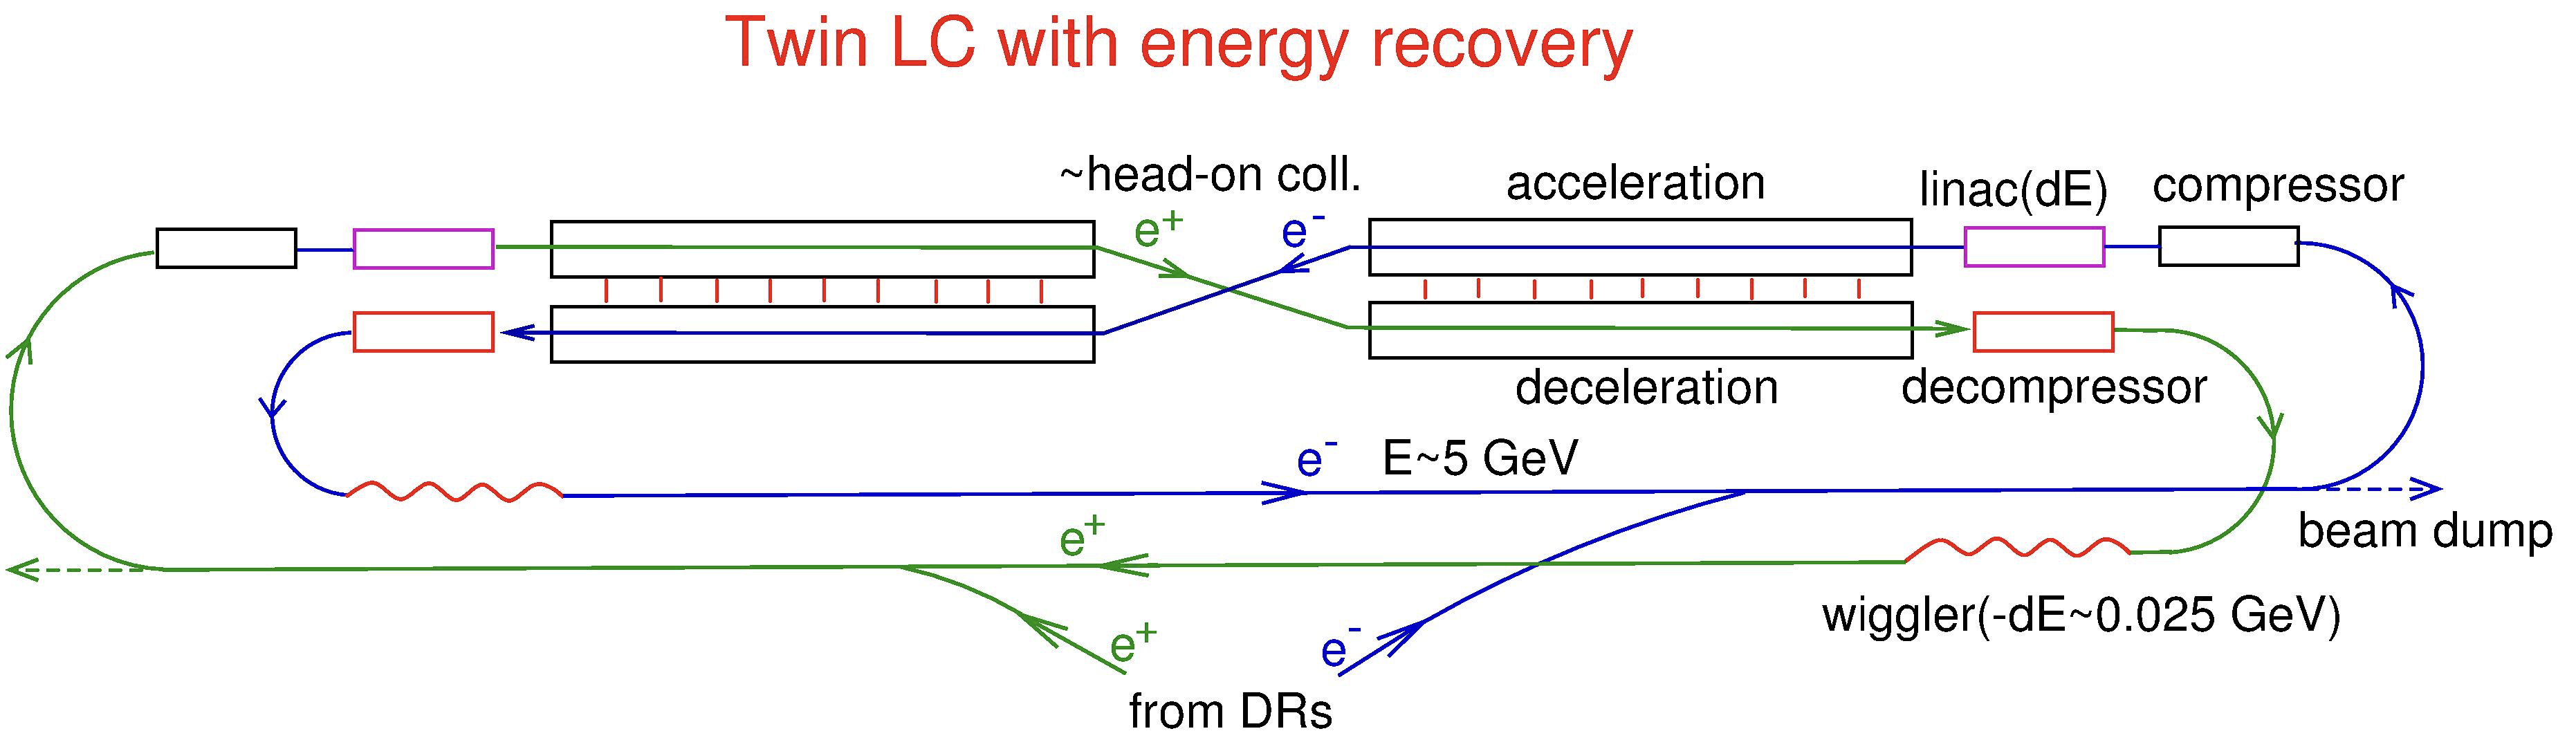 Twin LC with energy recovery
~head-on coll.
acceleration
linac(dE)
compressor
e+
e-
deceleration
decompressor
e-
E~5 GeV
beam dump
e+
wiggler(-dE~0.025 GeV)
e+
e-
from DRs